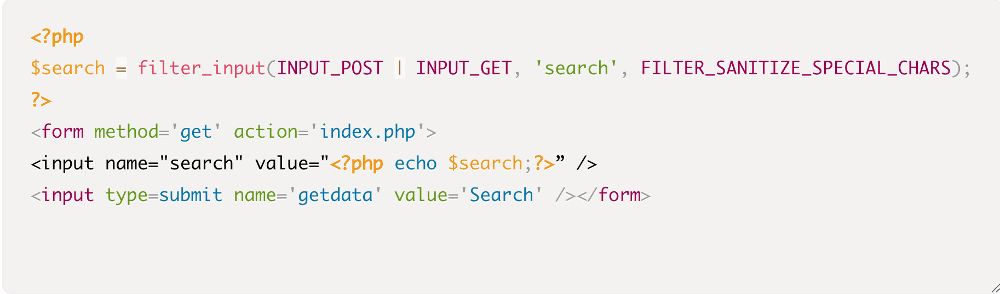 <?php
$search = filter_input(INPUT_POST | INPUT_GET, 'search', FILTER_SANITIZE_SPECIAL_CHARS);
?>
<form method='get' action='index.php'>
<input name="search" value="<?php echo $search;?>” />
<input type=submit name='getdata' value='Search' /></form>